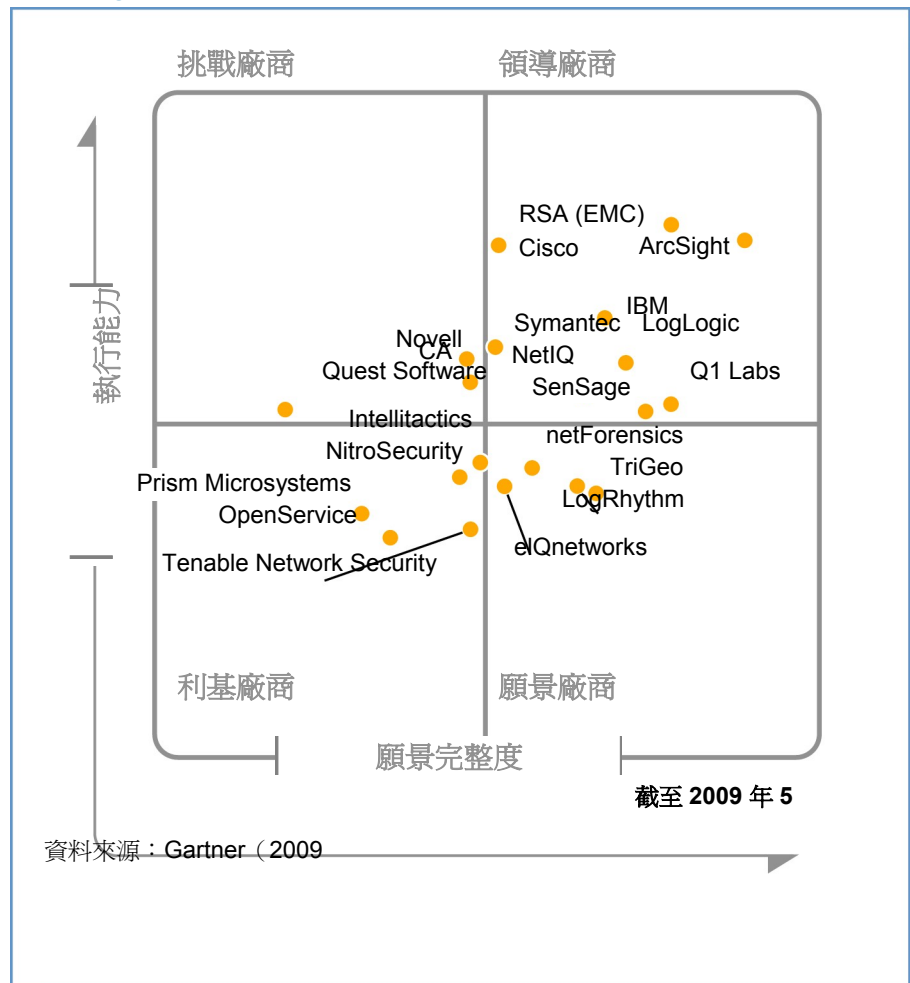 挑戰廠商
領導廠商
RSA (EMC)
Cisco
ArcSight
IBM
Symantec
LogLogic
Novell
CA
NetIQ
Quest Software
Q1 Labs
SenSage
執行能力
Intellitactics
netForensics
NitroSecurity
TriGeo
Prism Microsystems
LogRhythm
OpenService
eIQnetworks
Tenable Network Security
利基廠商
願景廠商
願景完整度
截至 2009 年 5
資料來源：Gartner（2009